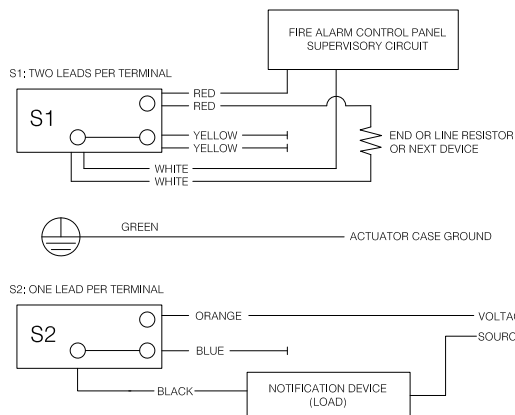 FIRE ALARM CONTROL PANEL
SUPERVISORY CIRCUIT
S1: TWO LEADS PER TERMINAL
RED
RED
S1
YELLOW
YELLOW
END OR LINE RESISTOR
OR NEXT DEVICE
WHITE
WHITE
GREEN
ACTUATOR CASE GROUND
S2: ONE LEAD PER TERMINAL
ORANGE
VOLTAG
SOURC
S2
BLUE
BLACK
NOTIFICATION DEVICE
(LOAD)